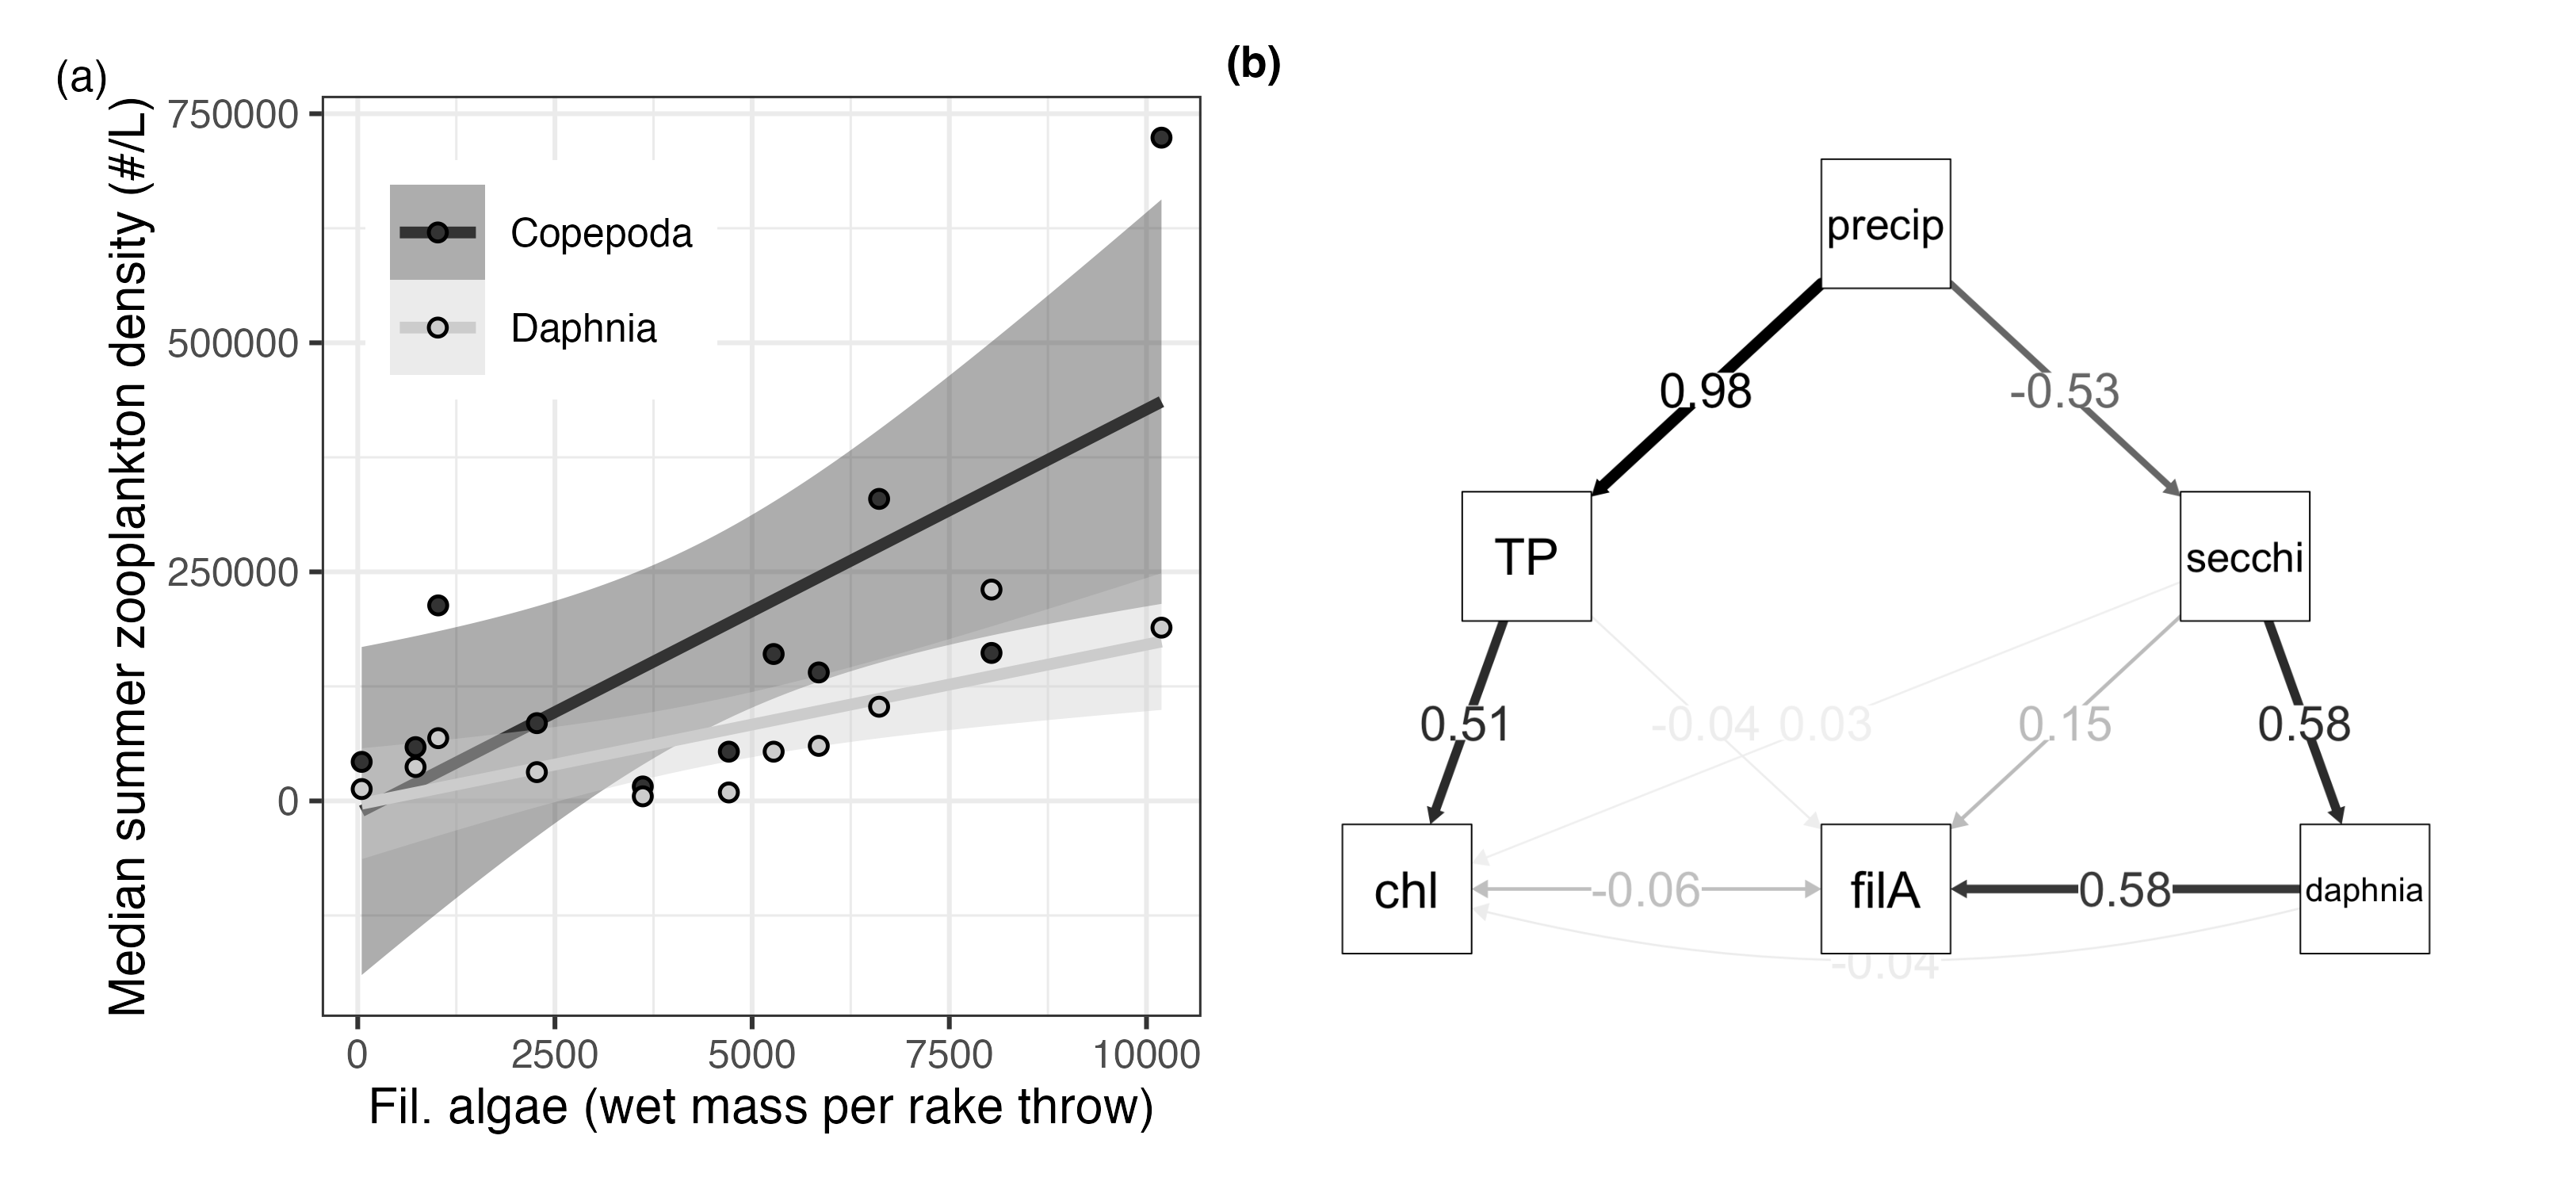 (a)
Median summer zooplankton density (#/L)
750000
500000
250000
0
Copepoda
Daphnia
0 2500 5000 7500 10000
Fil. algae (wet mass per rake throw)
(b)
precip
0.98 -0.53
TP secchi
0.51 -0.04 0.03 0.15 0.58
chl -0.06 filA 0.58 daphnia
-0.04